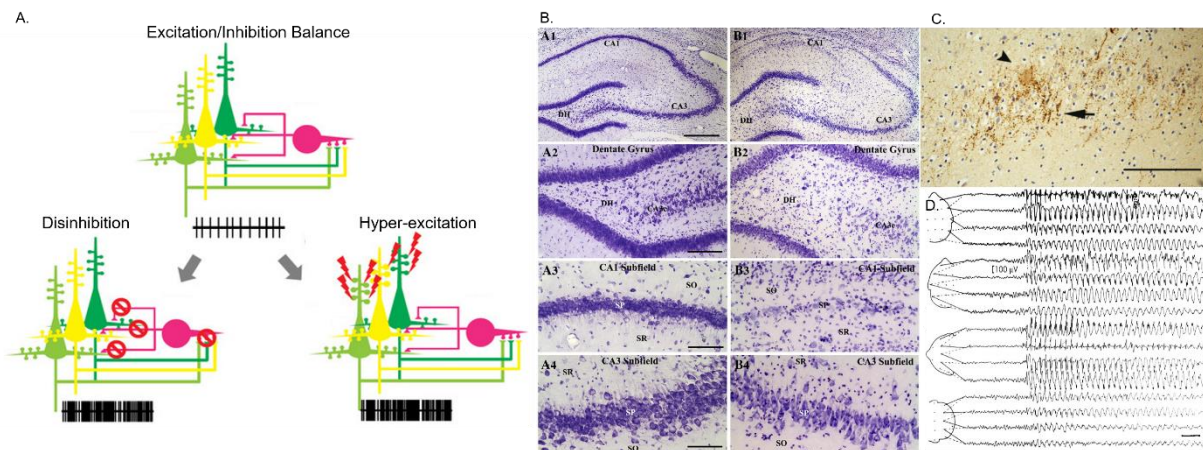 A.
Excitation/Inhibition Balance
Disinhibition
Hyper-excitation
B.
A1
CA1
CA3
DH
B1
CA1
CA3
DH
A2
Dentate Gyrus
DH
CA3c
B2
Dentate Gyrus
DH
CA3c
A3
CA1 Subfield
SO
SP
SR
B3
CA1-Subfield
SO
SP
SR
A4
CA3 Subfield
SR
SP
SO
B4
SR
CA3 Subfield
SP
SO
C.
D.
100 µV